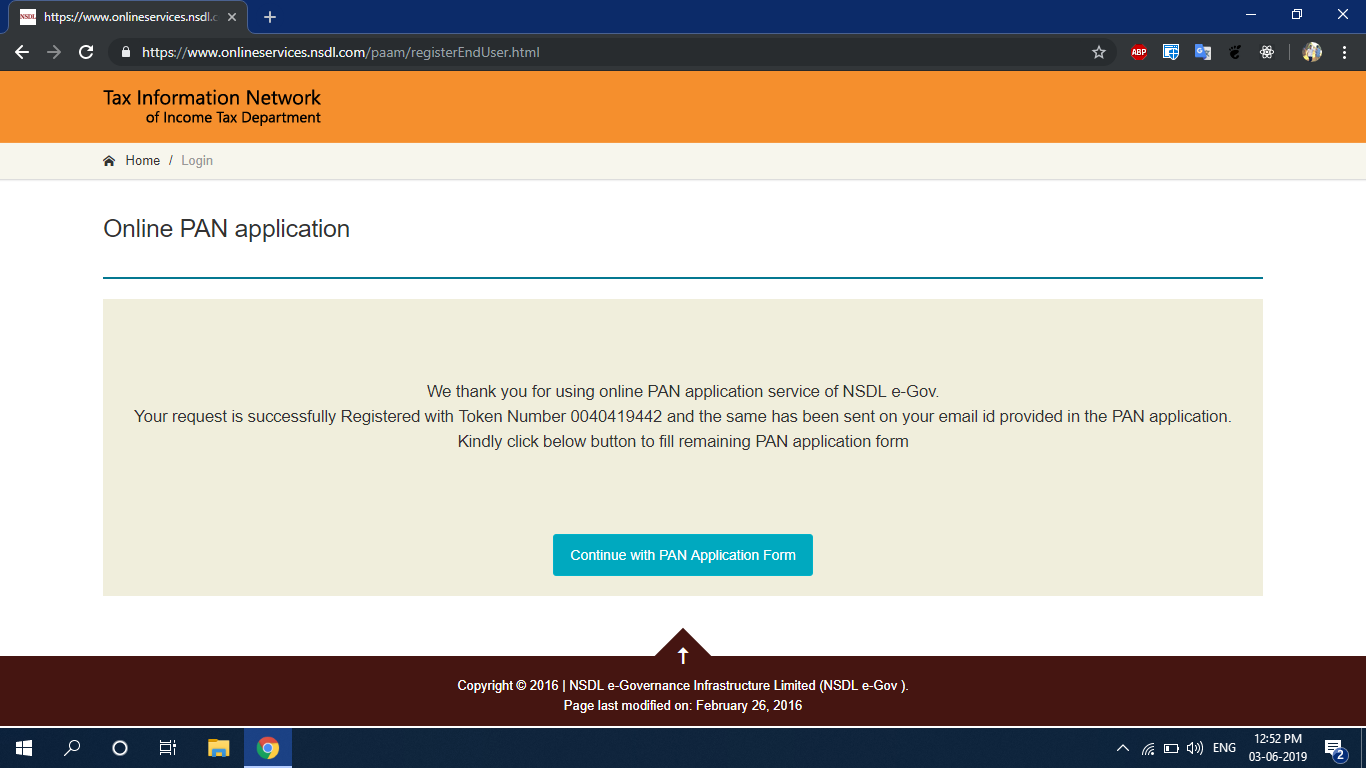 https://www.onlineservices.nsdl.c
https://www.onlineservices.nsdl.com/paam/registerEndUser.html
ABP
Tax Information Network
of Income Tax Department
Home / Login
Online PAN application
We thank you for using online PAN application service of NSDL e-Gov.
Your request is successfully Registered with Token Number 0040419442 and the same has been sent on your email id provided in the PAN application.
Kindly click below button to fill remaining PAN application form
Continue with PAN Application Form
Copyright © 2016 | NSDL e-Governance Infrastructure Limited (NSDL e-Gov ).
Page last modified on: February 26, 2016
ENG
12:52 PM
03-06-2019
2